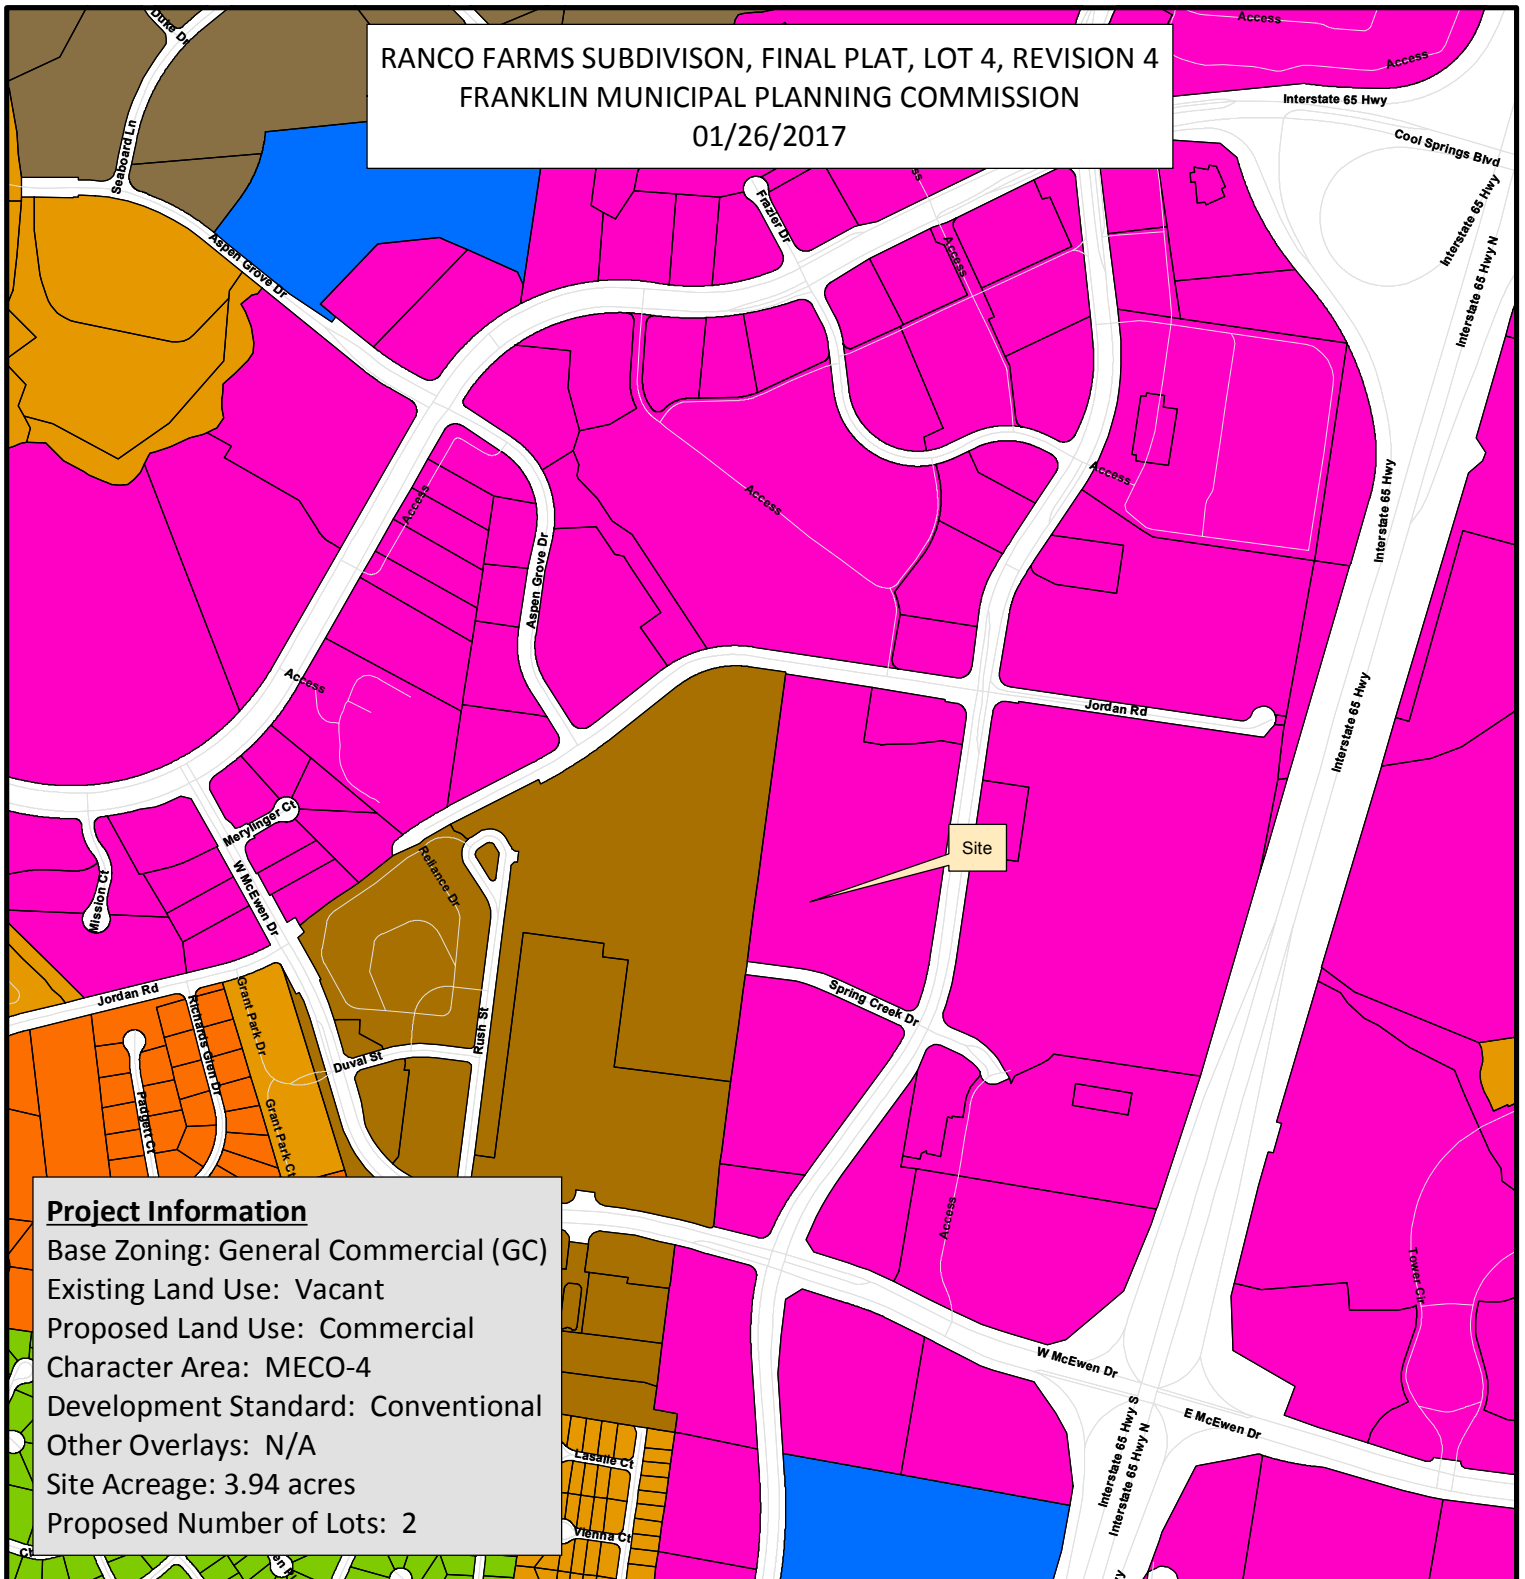 RANCO FARMS SUBDIVISON, FINAL PLAT, LOT 4, REVISION 4
FRANKLIN MUNICIPAL PLANNING COMMISSION
01/26/2017
Duke Dr
Access
Access
Interstate 65 Hwy
Cool Springs Blvd
Seaboard Ln
Frazier Dr
Interstate 65 Hwy
Aspen Grove Dr
Access
Interstate 65 Hwy N
Access
Access
Access
Interstate 65 Hwy
Aspen Grove Dr
Access
Jordan Rd
Interstate 65 Hwy
Merylinger Ct
Site
Reliance Dr
Mission Ct
W McEwen Dr
Jordan Rd
Grant Park Dr
Richards Glen Dr
Spring Creek Dr
Rush St
Duval St
Padgett Ct
Grant Park Ct
Access
Tower Cir
Project Information
Base Zoning: General Commercial (GC)
Existing Land Use: Vacant
Proposed Land Use: Commercial
Character Area: MECO-4
Development Standard: Conventional
Other Overlays: N/A
Site Acreage: 3.94 acres
Proposed Number of Lots: 2
W McEwen Dr
E McEwen Dr
Interstate 65 Hwy S
Interstate 65 Hwy N
Lasalle Ct
Vienna Ct